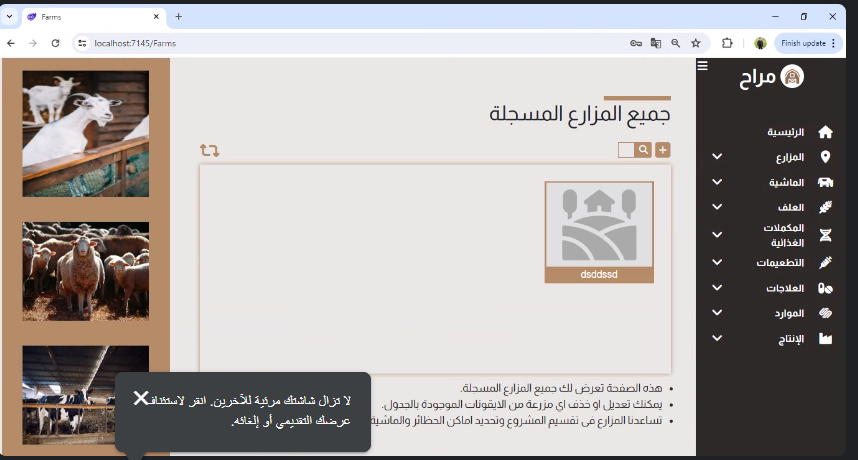 Farms
localhost:7145/Farms
Finish update
مراح
الرئيسية
المزارع
الماشية
العلف
المكملات
الغذائية
التطعيمات
العلاجات
الموارد
الإنتاج
جميع المزارع المسجلة
dsddssd
هذه الصفحة تعرض لك جميع المزارع المسجلة.
يمكنك تعديل او حذف اي مزرعة من الايقونات الموجودة بالجدول.
تساعدنا المزارع فى تقسيم المشروع وتحديد اماكن الحظائر والماشية
لا تزال شاشتك مرئية للآخرين. انقر لاستئناف
عرضك التقديمي أو إلغائه.